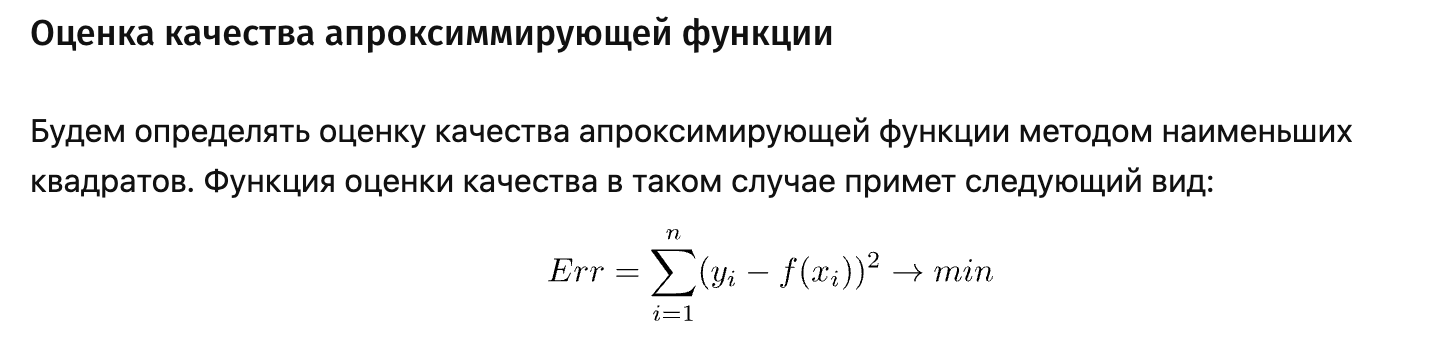 Оценка качества апроксиммирующей функции
Будем определять оценку качества апроксимирующей функции методом наименьших
квадратов. Функция оценки качества в таком случае примет следующий вид:
Err = \sum_{i=1}^{n} (y_i - f(x_i))^2 → min